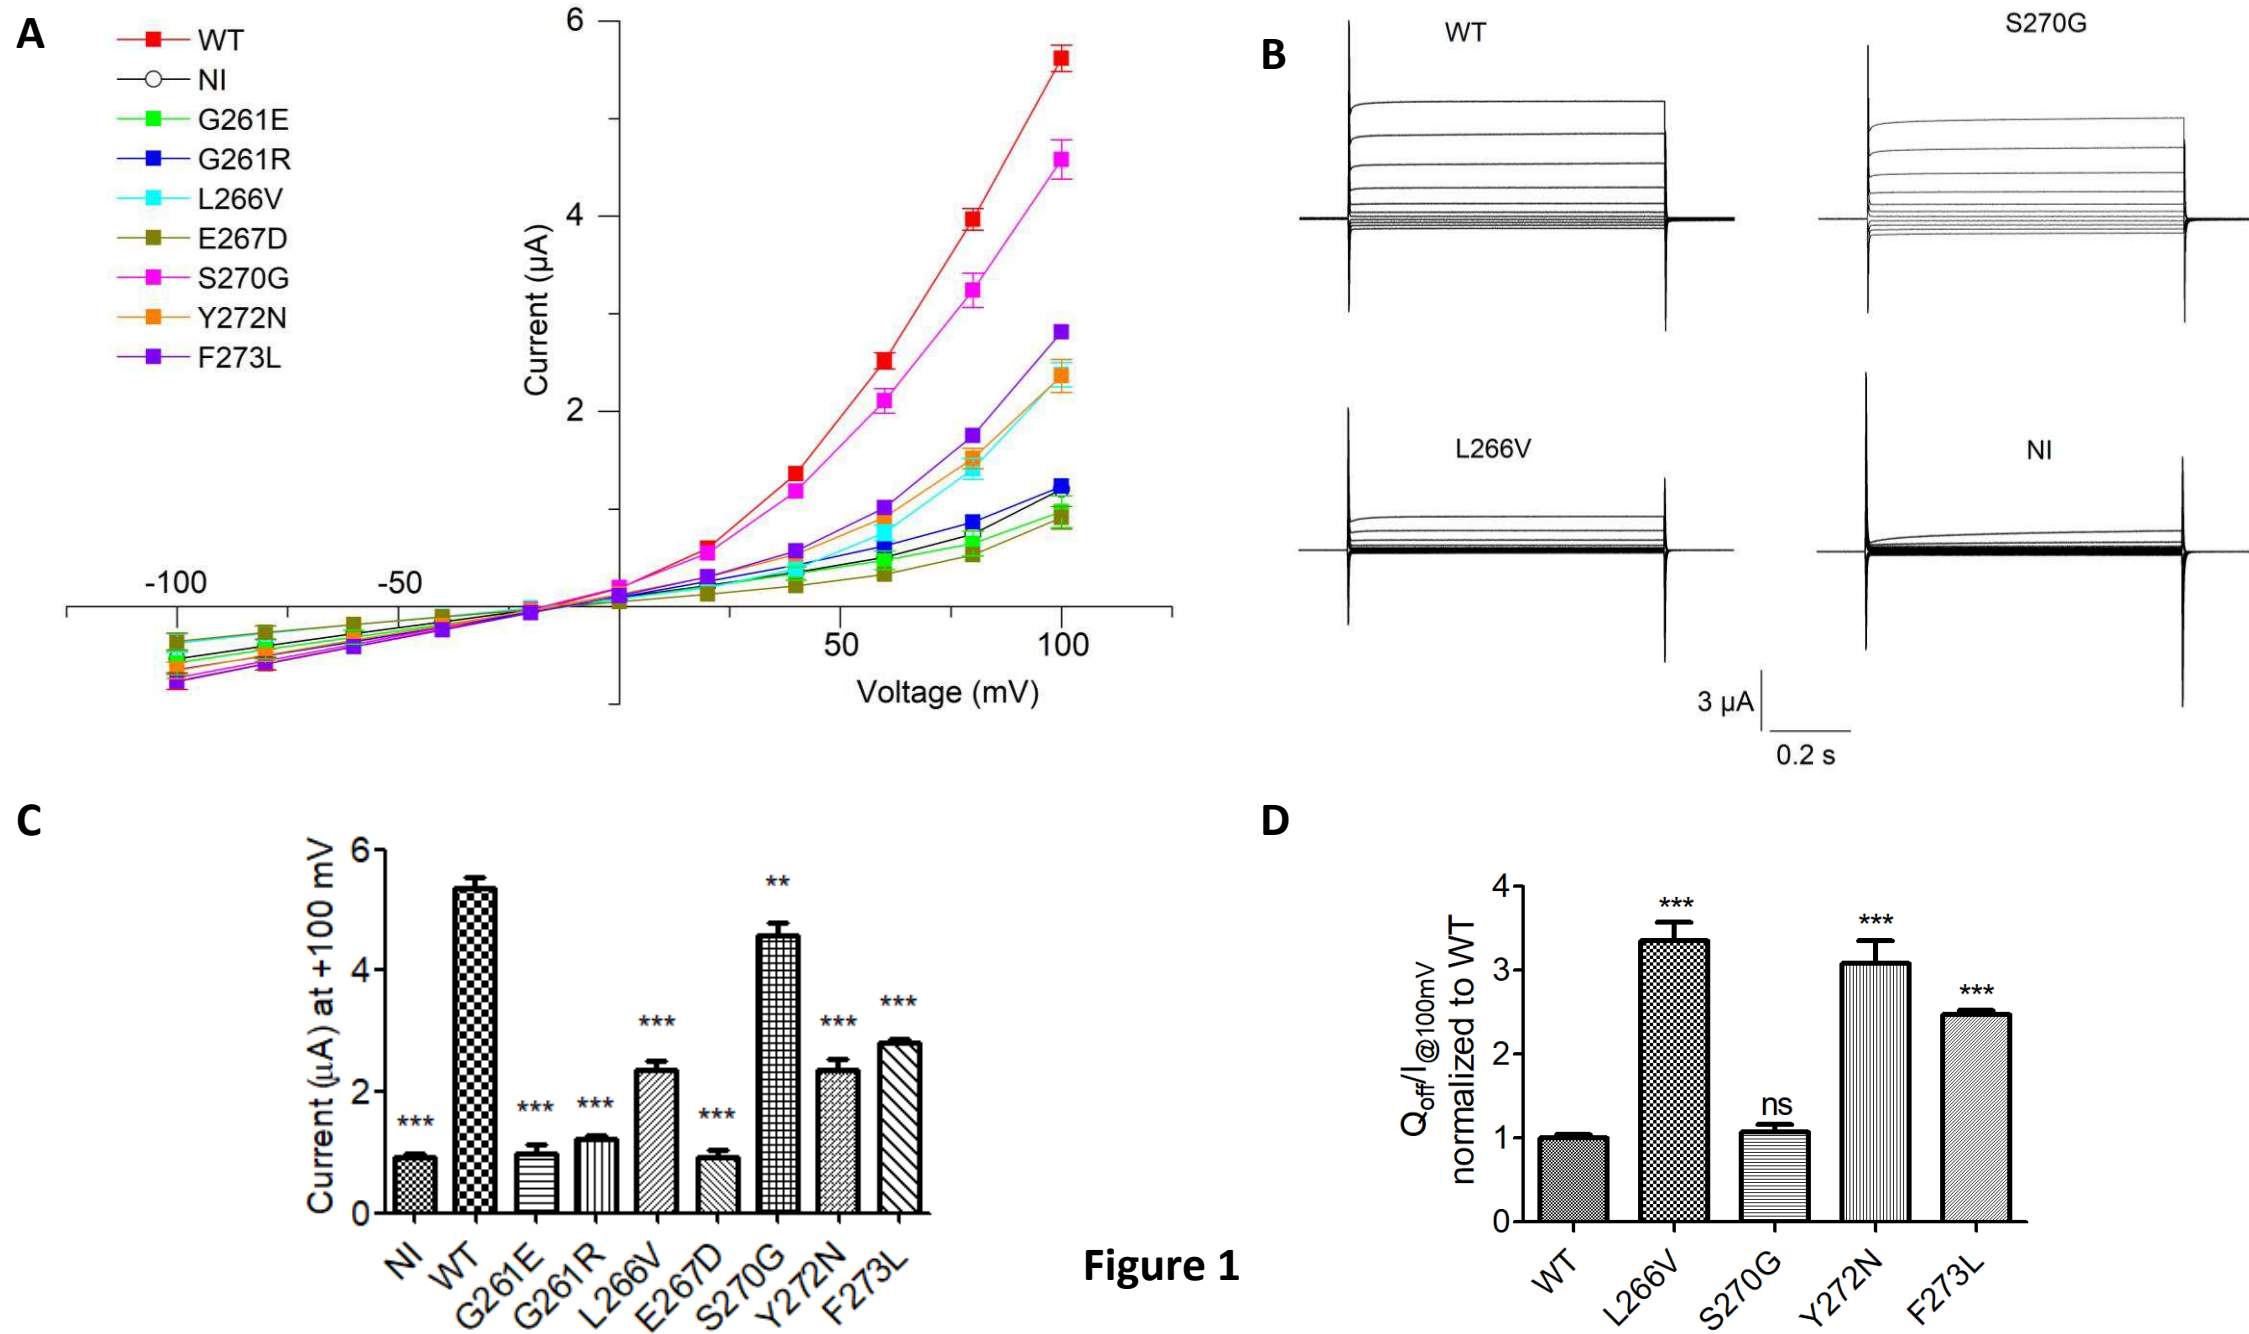 A
WT
NI
G261E
G261R
L266V
E267D
S270G
Y272N
F273L
6
4
2
Current (µA)
-100
-50
50
100
Voltage (mV)
B
WT
S270G
L266V
NI
3 µA
0.2 s
C
Current (µA) at +100 mV
6
4
2
0
***
***
***
***
***
**
***
***
NI
WT
G261E
G261R
L266V
E267D
S270G
Y272N
F273L
Figure 1
D
Qoff/I@100mV
normalized to WT
4
3
2
1
0
***
ns
***
***
WT
L266V
S270G
Y272N
F273L